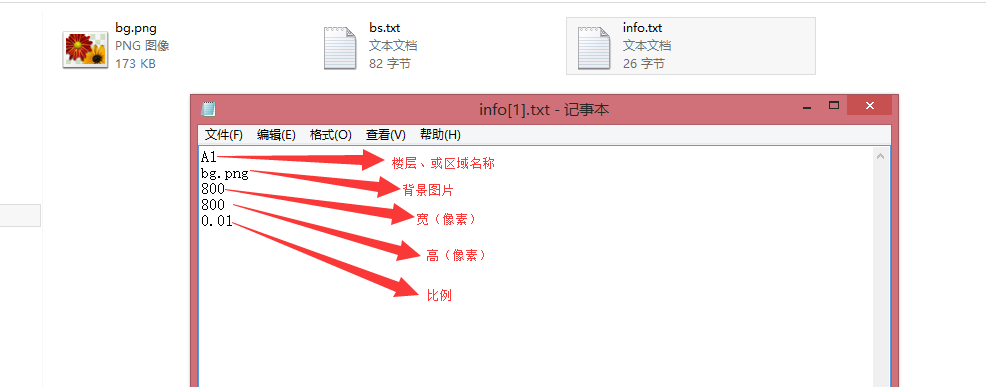 bg.png
PNG 图像
173 KB
bs.txt
文本文档
82 字节
info.txt
文本文档
26 字节
info[1].txt - 记事本
文件(F) 编辑(E) 格式(O) 查看(V) 帮助(H)
A1 楼层、或区域名称
bg.png 背景图片
800 宽（像素）
800 高（像素）
0.01 比例